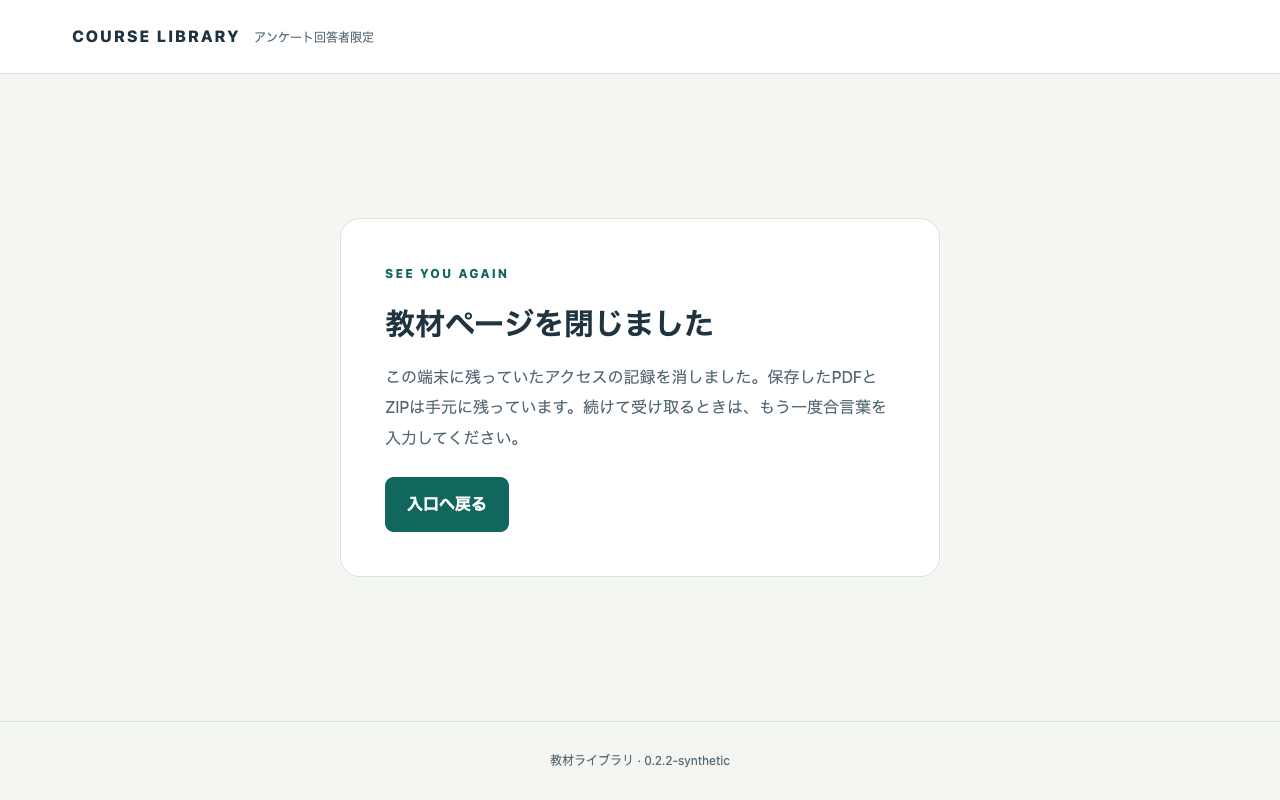 COURSE LIBRARY アンケート回答者限定
SEE YOU AGAIN
教材ページを閉じました
この端末に残っていたアクセスの記録を消しました。保存したPDFと
ZIPは手元に残っています。続けて受け取るときは、もう一度合言葉を
入力してください。
入口へ戻る
教材ライブラリ · 0.2.2-synthetic